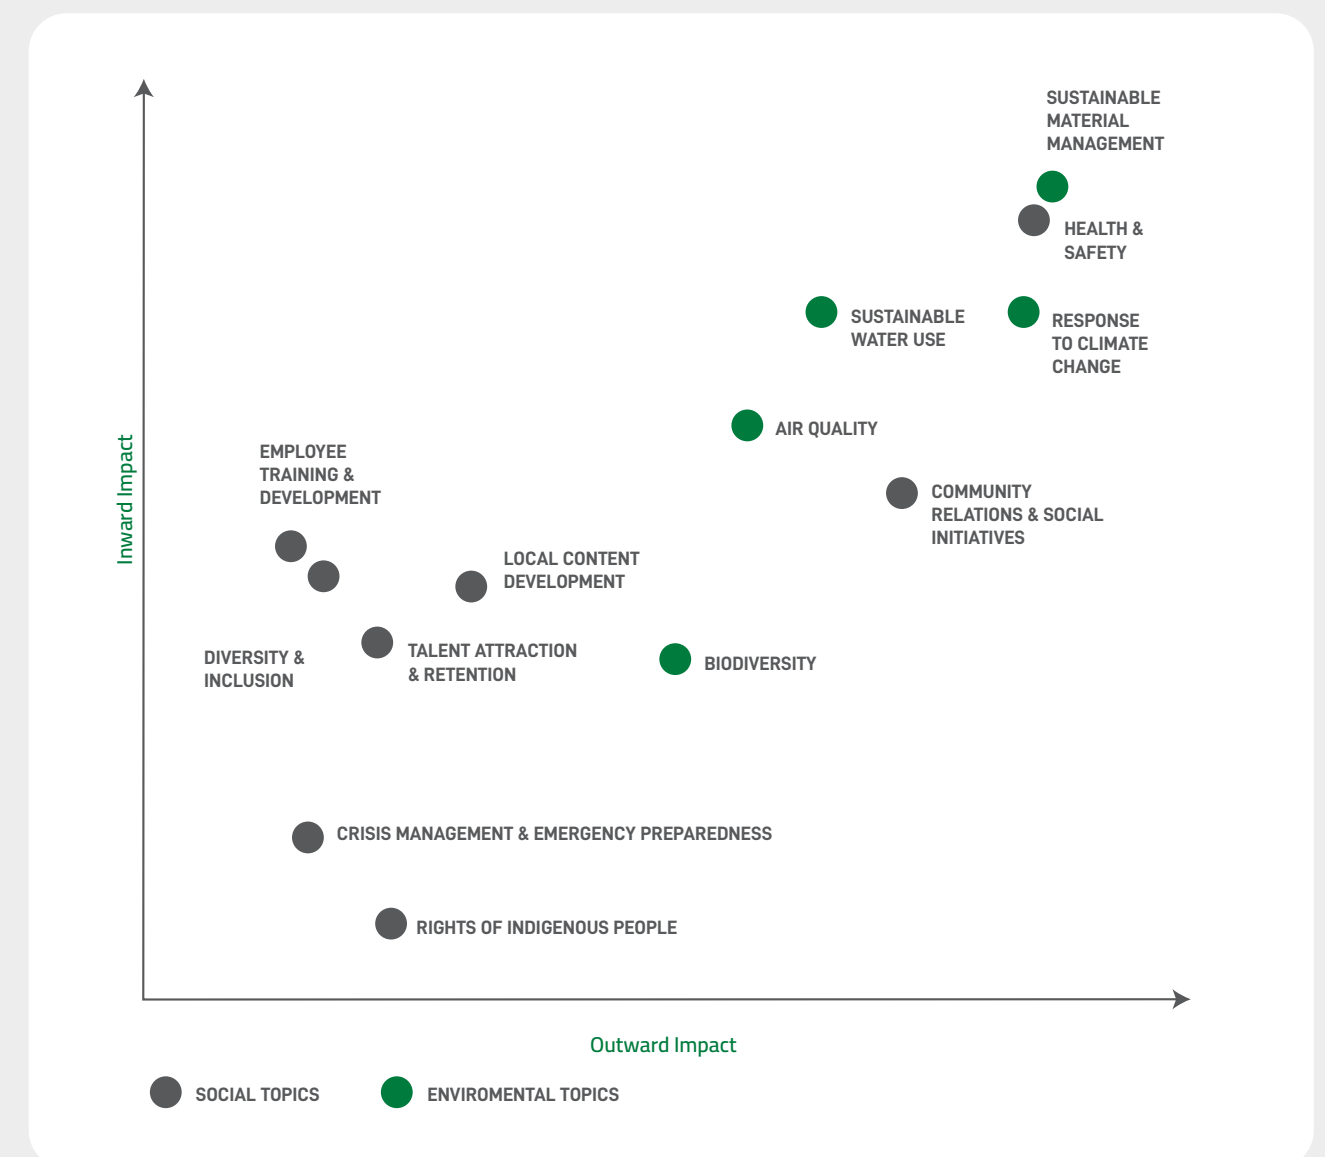 SUSTAINABLE
MATERIAL
MANAGEMENT
HEALTH &
SAFETY
SUSTAINABLE
WATER USE
RESPONSE
TO CLIMATE
CHANGE
AIR QUALITY
Inward Impact
EMPLOYEE
TRAINING &
DEVELOPMENT
COMMUNITY
RELATIONS & SOCIAL
INITIATIVES
LOCAL CONTENT
DEVELOPMENT
DIVERSITY &
INCLUSION
TALENT ATTRACTION
& RETENTION
BIODIVERSITY
CRISIS MANAGEMENT & EMERGENCY PREPAREDNESS
RIGHTS OF INDIGENOUS PEOPLE
Outward Impact
SOCIAL TOPICS
ENVIROMENTAL TOPICS